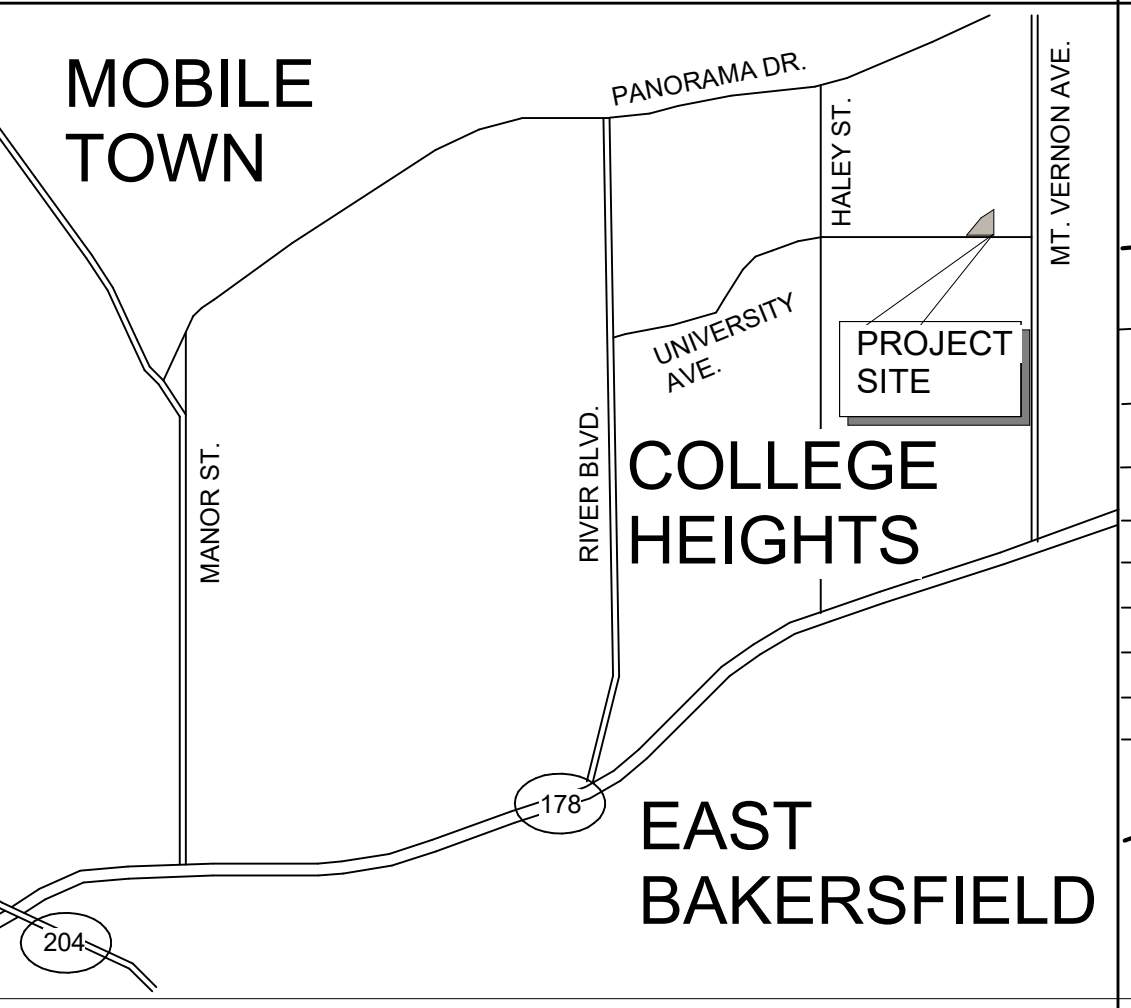 MOBILE
TOWN
PANORAMA DR.
MT. VERNON AVE.
HALEY ST.
UNIVERSITY
AVE.
PROJECT
SITE
MANOR ST.
RIVER BLVD.
COLLEGE
HEIGHTS
178
EAST
BAKERSFIELD
204